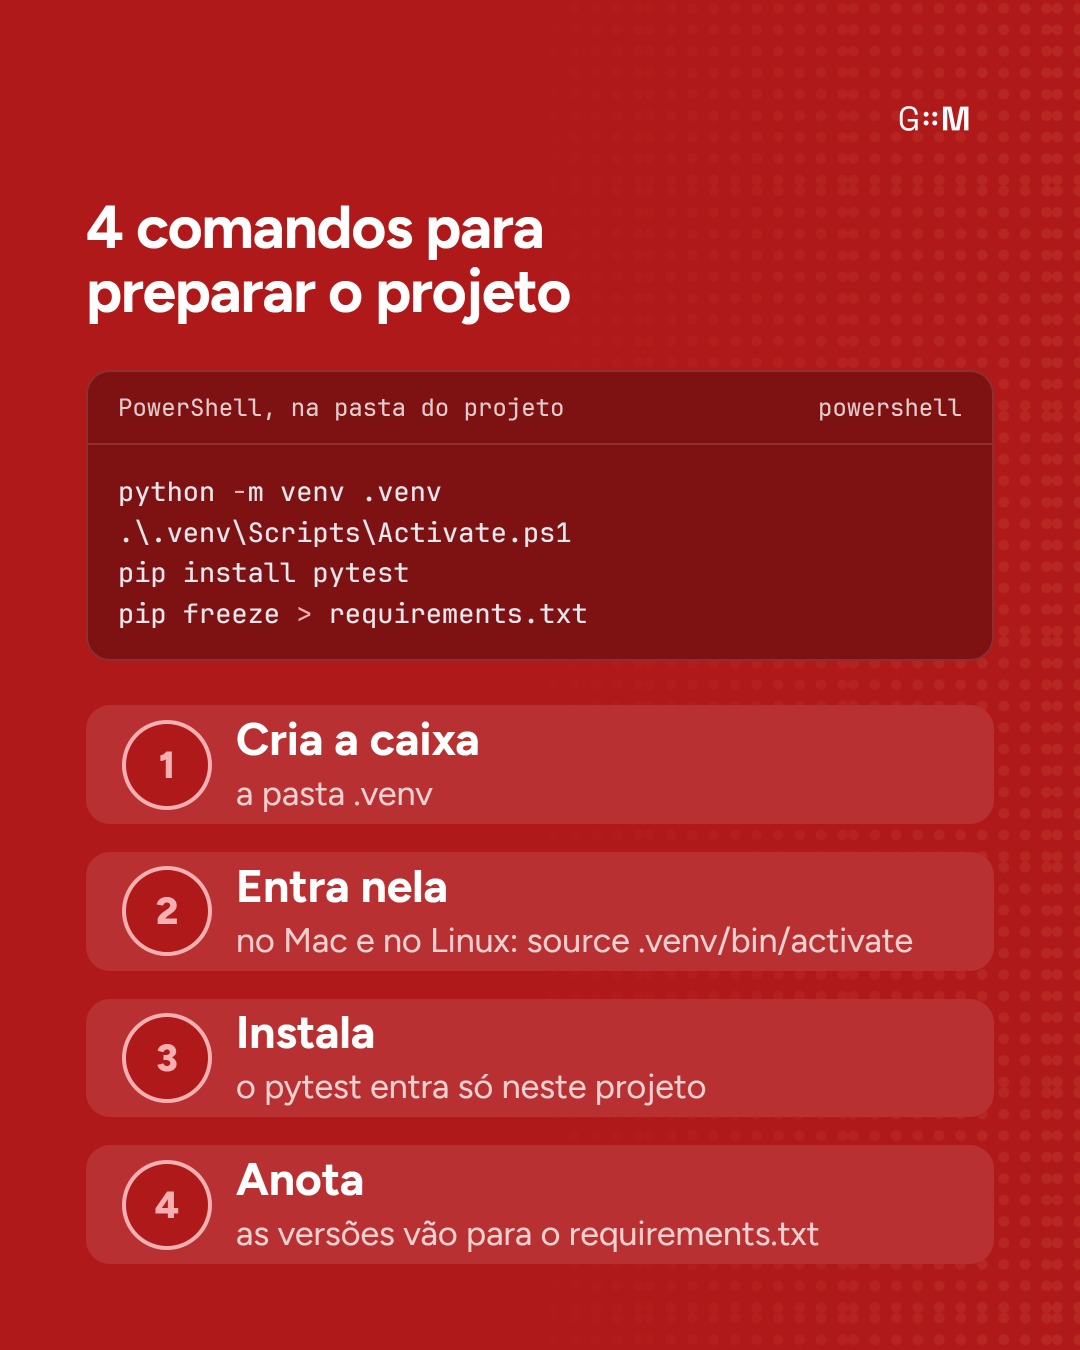 G::M
4 comandos para
preparar o projeto
PowerShell, na pasta do projeto
powershell
python -m venv .venv
.\.venv\Scripts\Activate.ps1
pip install pytest
pip freeze > requirements.txt
1
Cria a caixa
a pasta .venv
2
Entra nela
no Mac e no Linux: source .venv/bin/activate
3
Instala
o pytest entra só neste projeto
4
Anota
as versões vão para o requirements.txt